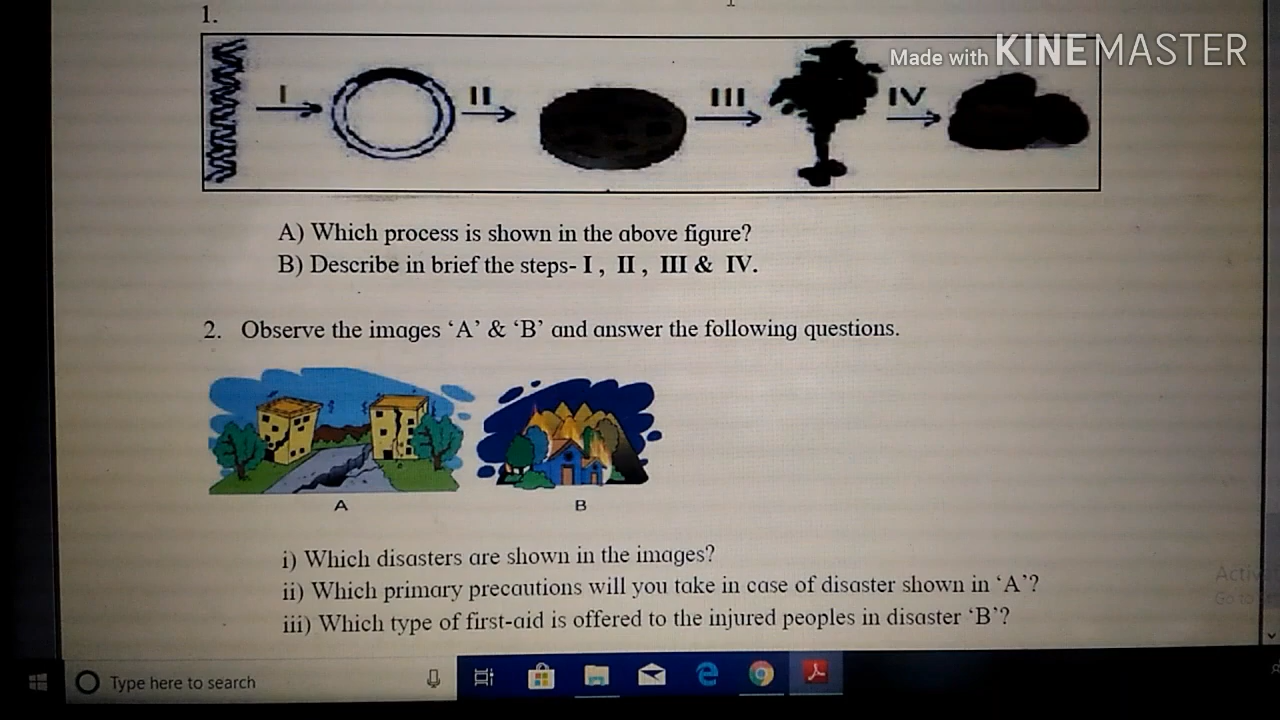 1.
Made with KINEMASTER
I II III IV
A) Which process is shown in the above figure?
B) Describe in brief the steps- I , II , III & IV.
2. Observe the images ‘A’ & ‘B’ and answer the following questions.
A B
i) Which disasters are shown in the images?
ii) Which primary precautions will you take in case of disaster shown in ‘A’?
iii) Which type of first-aid is offered to the injured peoples in disaster ‘B’?
Type here to search